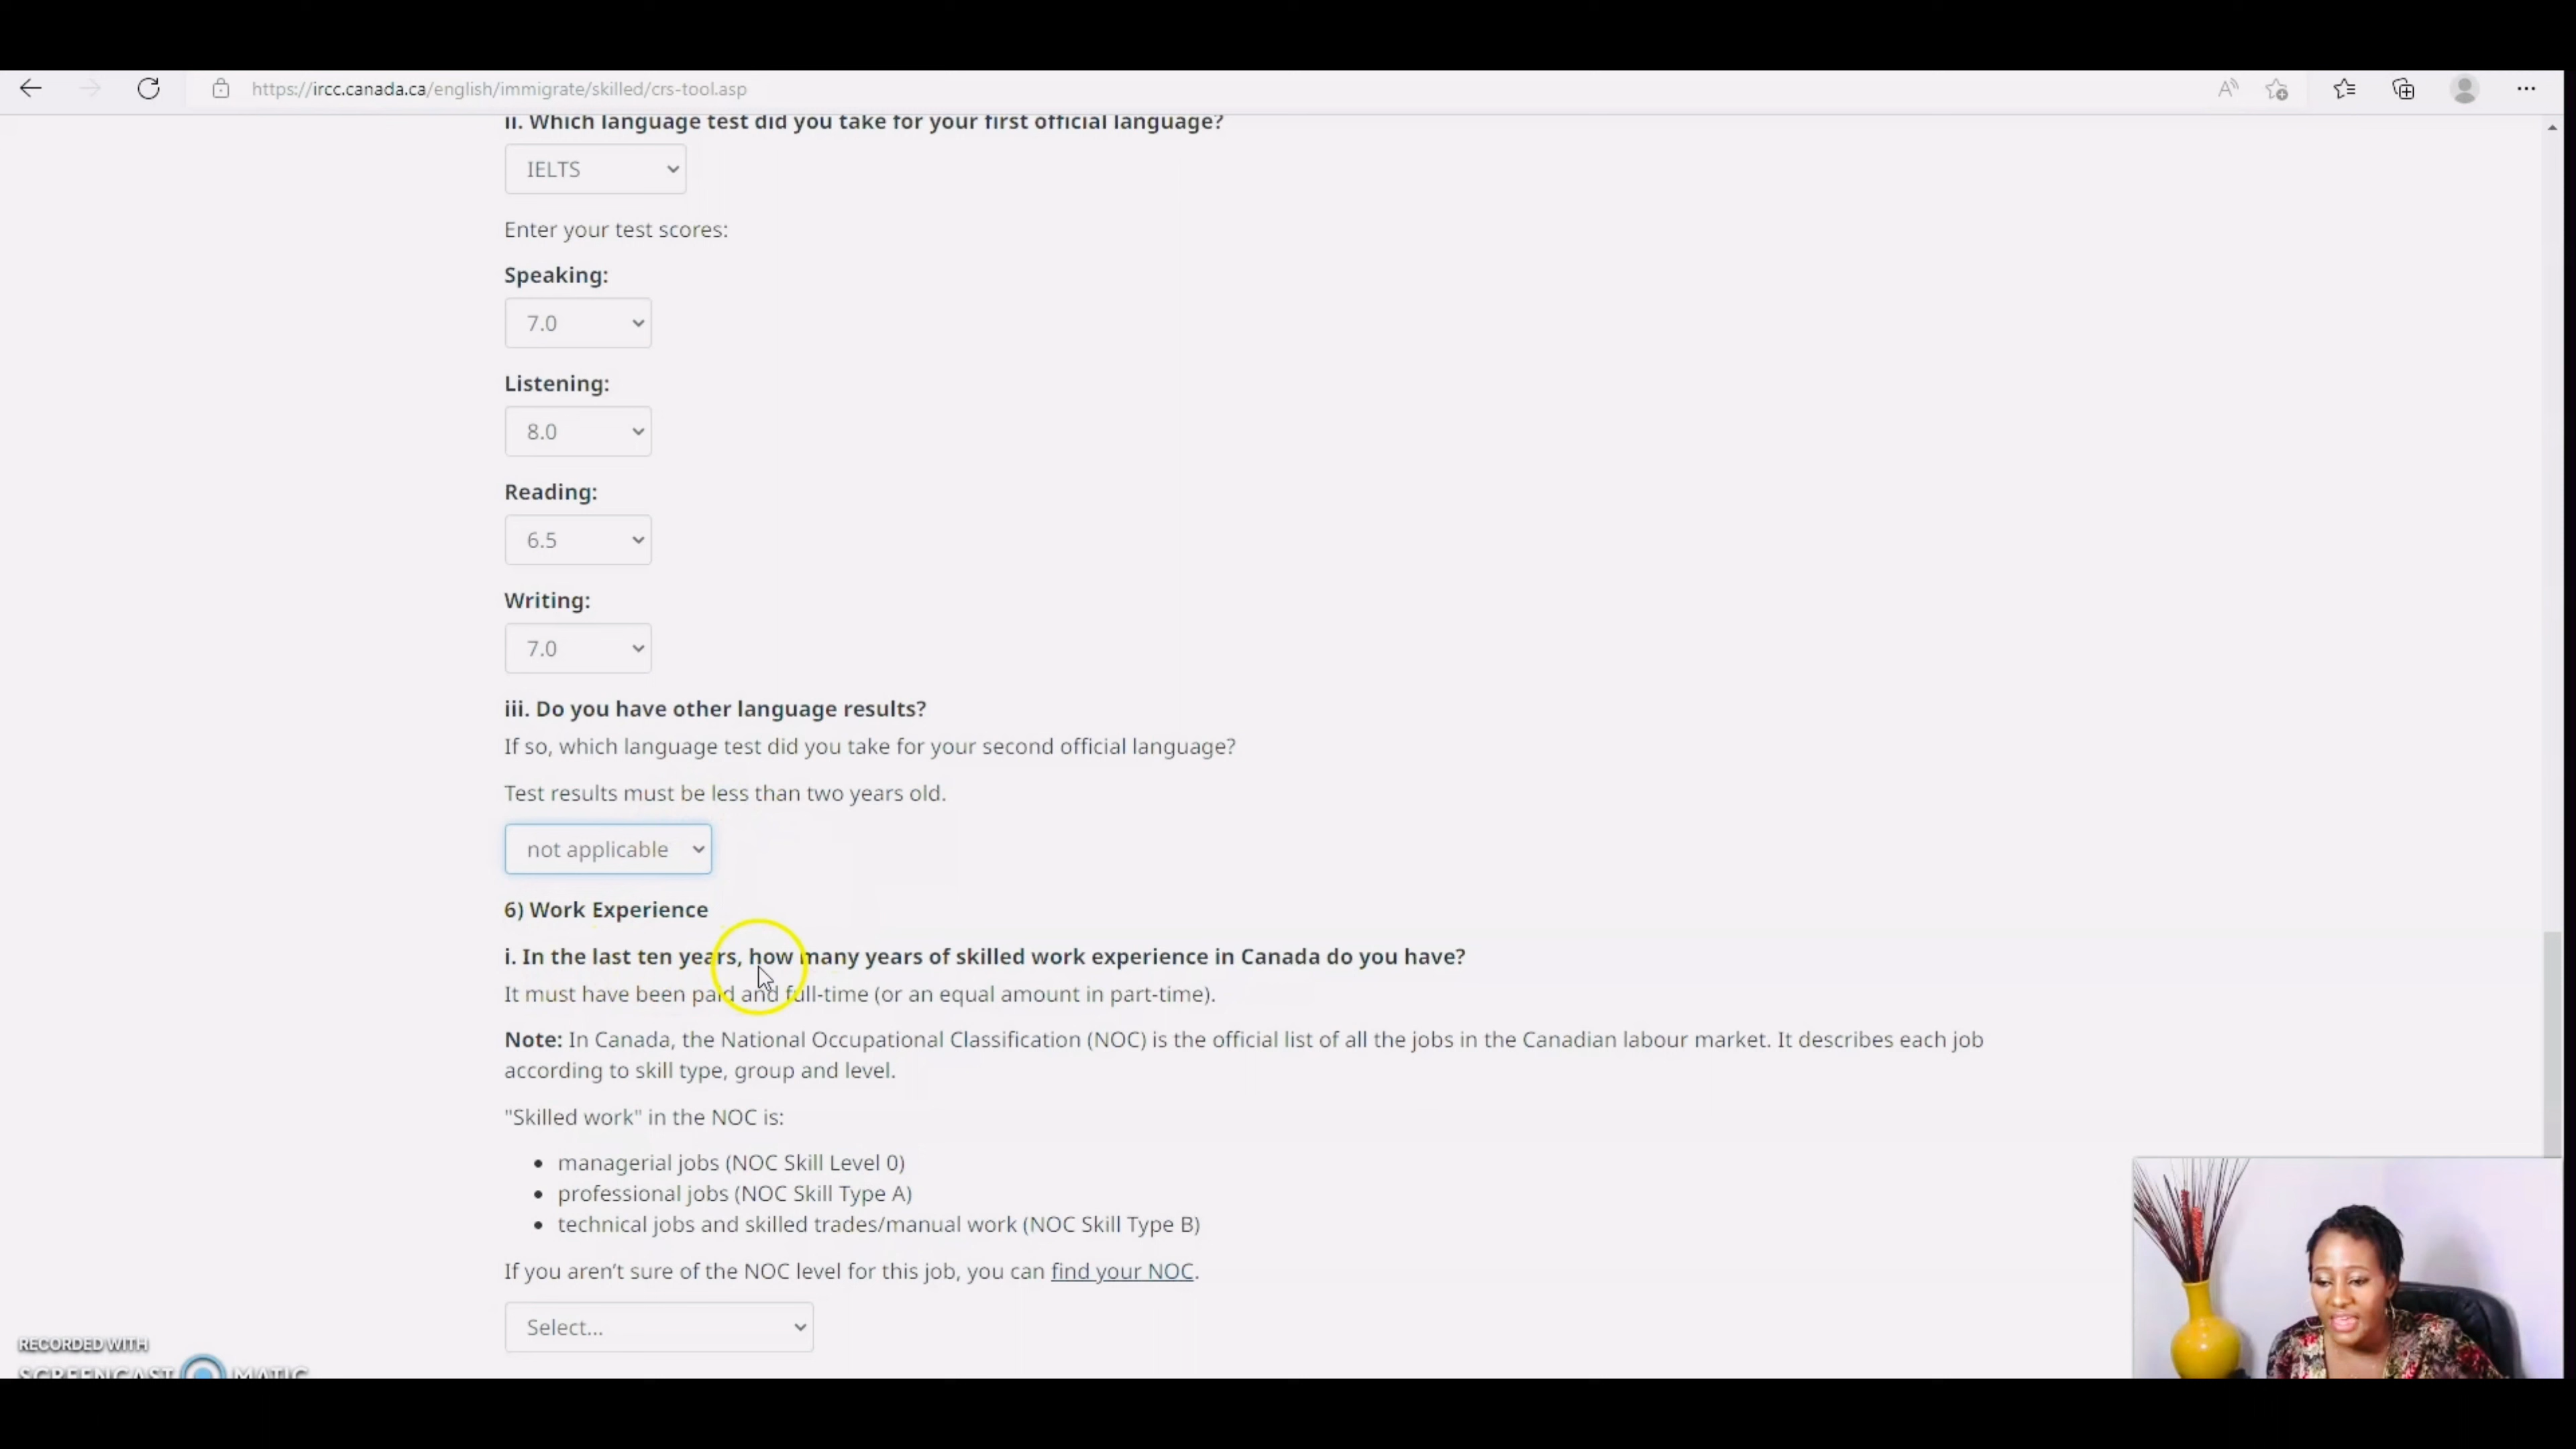 https://ircc.canada.ca/english/immigrate/skilled/crs-tool.asp
ii. Which language test did you take for your first official language?
IELTS
Enter your test scores:
Speaking:
7.0
Listening:
8.0
Reading:
6.5
Writing:
7.0
iii. Do you have other language results?
If so, which language test did you take for your second official language?
Test results must be less than two years old.
not applicable
6) Work Experience
i. In the last ten years, how many years of skilled work experience in Canada do you have?
It must have been paid and full-time (or an equal amount in part-time).
Note: In Canada, the National Occupational Classification (NOC) is the official list of all the jobs in the Canadian labour market. It describes each job
according to skill type, group and level.
"Skilled work" in the NOC is:
• managerial jobs (NOC Skill Level 0)
• professional jobs (NOC Skill Type A)
• technical jobs and skilled trades/manual work (NOC Skill Type B)
If you aren't sure of the NOC level for this job, you can find your NOC.
Select...
RECORDED WITH
SCREENCAST MATIC